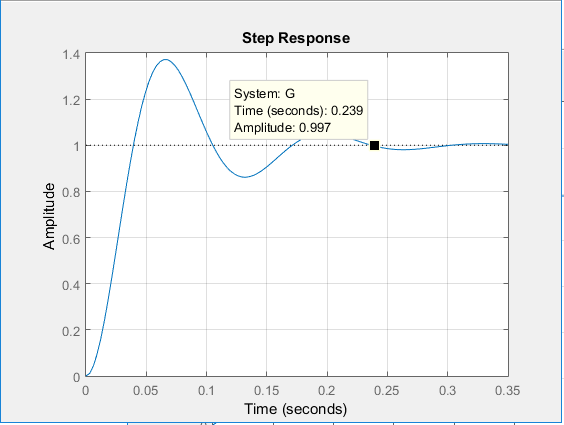 Step Response
1.4
1.2
1
0.8
0.6
0.4
0.2
0
Amplitude
System: G
Time (seconds): 0.239
Amplitude: 0.997
0 0.05 0.1 0.15 0.2 0.25 0.3 0.35
Time (seconds)